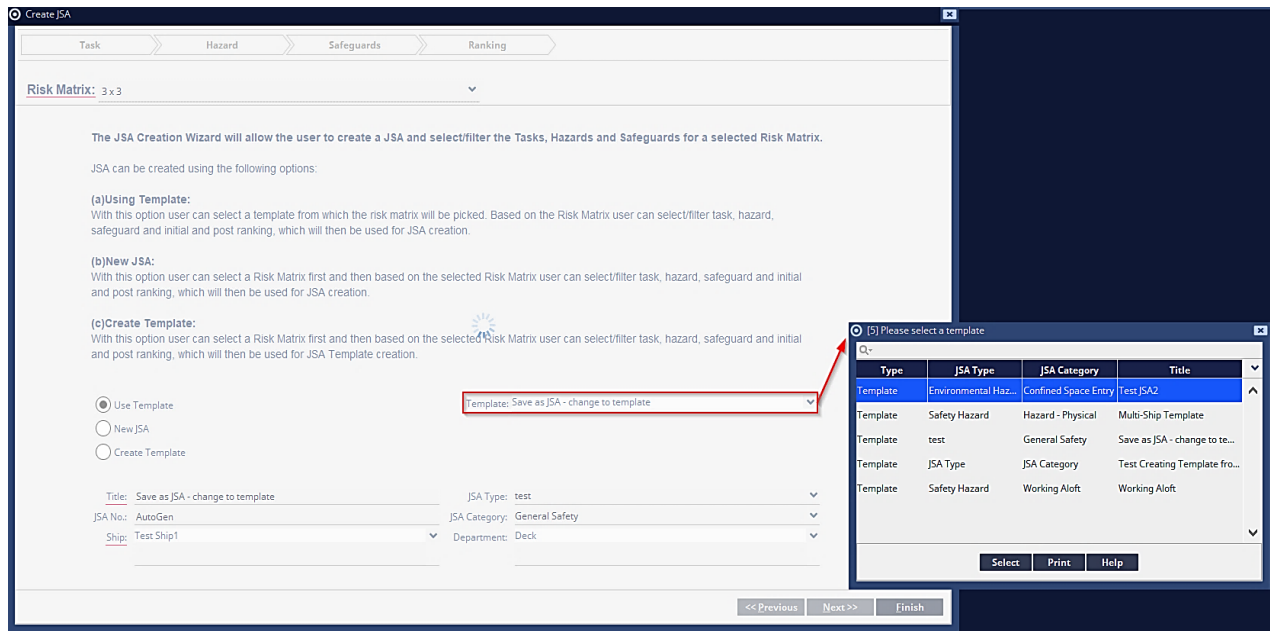 Create JSA
Task Hazard Safeguards Ranking
Risk Matrix: 3 x 3
The JSA Creation Wizard will allow the user to create a JSA and select/filter the Tasks, Hazards and Safeguards for a selected Risk Matrix.
JSA can be created using the following options:
(a)Using Template:
With this option user can select a template from which the risk matrix will be picked. Based on the Risk Matrix user can select/filter task, hazard,
safeguard and initial and post ranking, which will then be used for JSA creation.
(b)New JSA:
With this option user can select a Risk Matrix first and then based on the selected Risk Matrix user can select/filter task, hazard, safeguard and initial
and post ranking, which will then be used for JSA creation.
(c)Create Template:
With this option user can select a Risk Matrix first and then based on the selected Risk Matrix user can select/filter task, hazard, safeguard and initial
and post ranking, which will then be used for JSA Template creation.
Use Template
New JSA
Create Template
Template: Save as JSA - change to template
Title: Save as JSA - change to template JSA Type: test
JSA No.: AutoGen JSA Category: General Safety
Ship: Test Ship1 Department: Deck
<< Previous Next >> Finish
[5] Please select a template
Type JSA Type JSA Category Title
Template Environmental Haz... Confined Space Entry Test JSA2
Template Safety Hazard Hazard - Physical Multi-Ship Template
Template test General Safety Save as JSA - change to te...
Template JSA Type JSA Category Test Creating Template fro...
Template Safety Hazard Working Aloft Working Aloft
Select Print Help